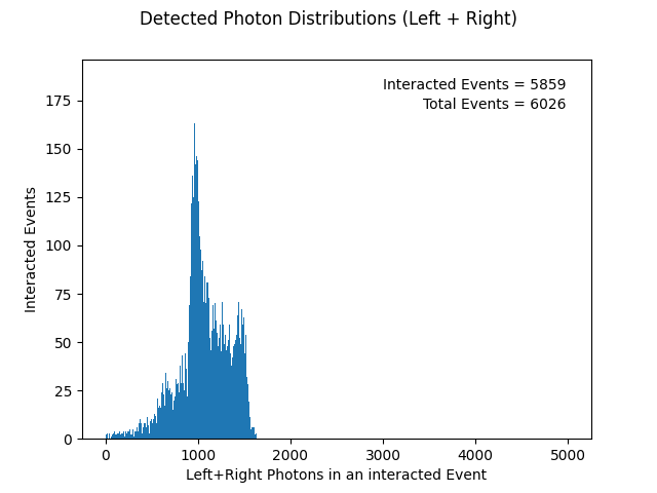 Detected Photon Distributions (Left + Right)
Interacted Events = 5859
Total Events = 6026
175
150
125
100
75
50
25
0
Interacted Events
0 1000 2000 3000 4000 5000
Left+Right Photons in an interacted Event